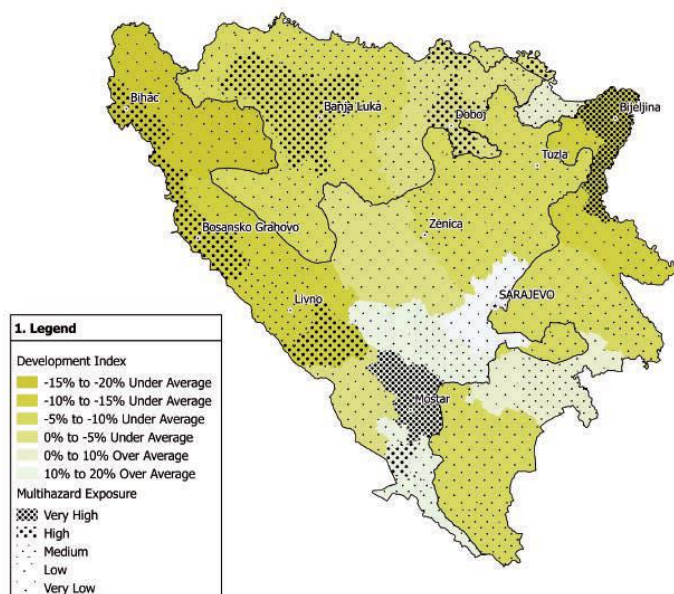 Bihać
Banja Luka
Doboj
Bijeljina
Tuzla
Bosansko Grahovo
Zenica
SARAJEVO
Livno
Mostar
1. Legend
Development Index
-15% to -20% Under Average
-10% to -15% Under Average
-5% to -10% Under Average
0% to -5% Under Average
0% to 10% Over Average
10% to 20% Over Average
Multihazard Exposure
Very High
High
Medium
Low
Very Low